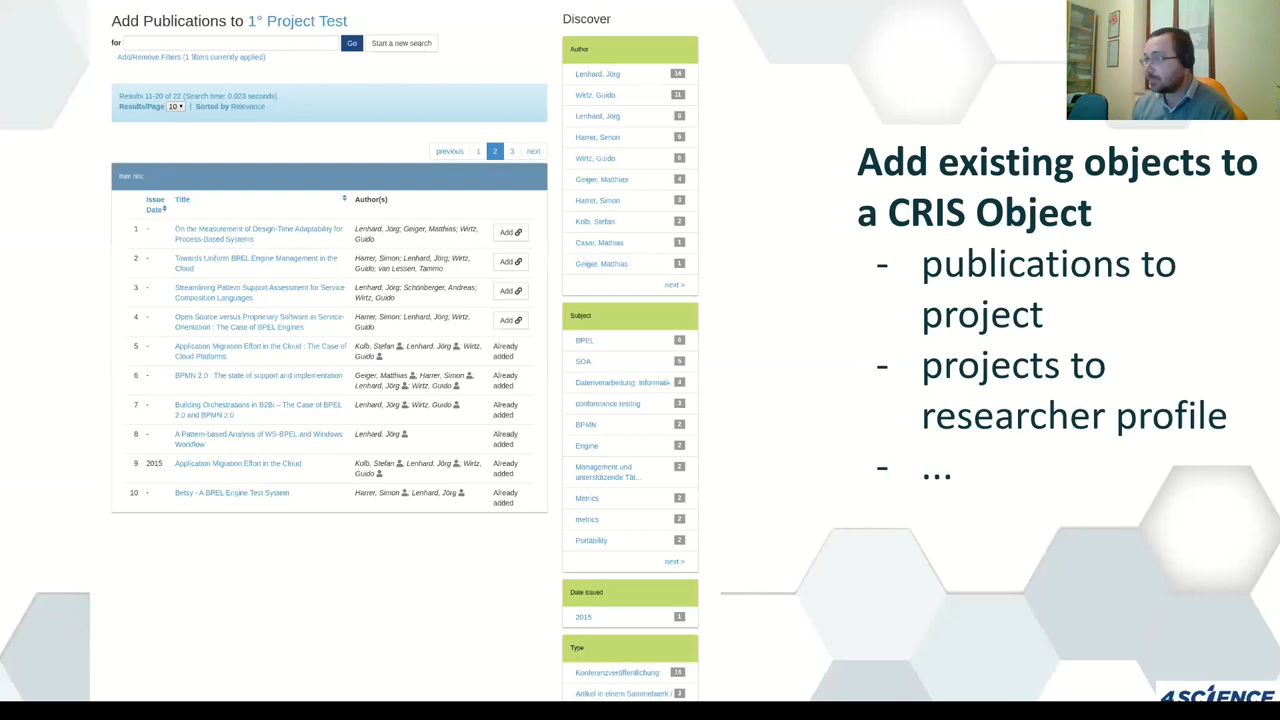 Add Publications to 1° Project Test
for
Go
Start a new search
Add/Remove Filters (1 filters currently applied)
Results 11-20 of 22 (Search time: 0.023 seconds).
Results/Page 10 | Sorted by Relevance
previous 1 2 3 next
Item hits:
Issue Date Title Author(s)
1 - On the Measurement of Design-Time Adaptability for Lenhard, Jörg; Geiger, Matthias; Wirtz, Add
Process-Based Systems Guido
2 - Towards Uniform BPEL Engine Management in the Harrer, Simon; Lenhard, Jörg; Wirtz, Add
Cloud Guido; van Lessen, Tammo
3 - Streamlining Pattern Support Assessment for Service Lenhard, Jörg; Schönberger, Andreas; Add
Composition Languages Wirtz, Guido
4 - Open Source versus Proprietary Software in Service- Harrer, Simon; Lenhard, Jörg; Wirtz, Add
Orientation : The Case of BPEL Engines Guido
5 - Application Migration Effort in the Cloud : The Case of Kolb, Stefan ; Lenhard, Jörg ; Wirtz, Already
Cloud Platforms Guido added
6 - BPMN 2.0 : The state of support and implementation Geiger, Matthias ; Harrer, Simon ; Already
Lenhard, Jörg ; Wirtz, Guido added
7 - Building Orchestrations in B2Bi – The Case of BPEL Lenhard, Jörg ; Wirtz, Guido Already
2.0 and BPMN 2.0 added
8 - A Pattern-based Analysis of WS-BPEL and Windows Lenhard, Jörg Already
Workflow added
9 2015 Application Migration Effort in the Cloud Kolb, Stefan ; Lenhard, Jörg ; Wirtz, Already
Guido added
10 - Betsy - A BPEL Engine Test System Harrer, Simon ; Lenhard, Jörg Already
added
Discover
Author
Lenhard, Jörg 14
Wirtz, Guido 11
Lenhard, Jörg 8
Harrer, Simon 6
Wirtz, Guido 6
Geiger, Matthias 4
Harrer, Simon 3
Kolb, Stefan 2
Casar, Mathias 1
Geiger, Matthias 1
next >
Subject
BPEL 6
SOA 5
Datenverarbeitung; Informatik 4
conformance testing 3
BPMN 2
Engine 2
Management und 2
unterstützende Tät...
Metrics 2
metrics 2
Portability 2
next >
Date issued
2015 1
Type
Konferenzveröffentlichung 14
Artikel in einem Sammelwerk / 3
Add existing objects to
a CRIS Object
- publications to
project
- projects to
researcher profile
- ...
4SCIENCE